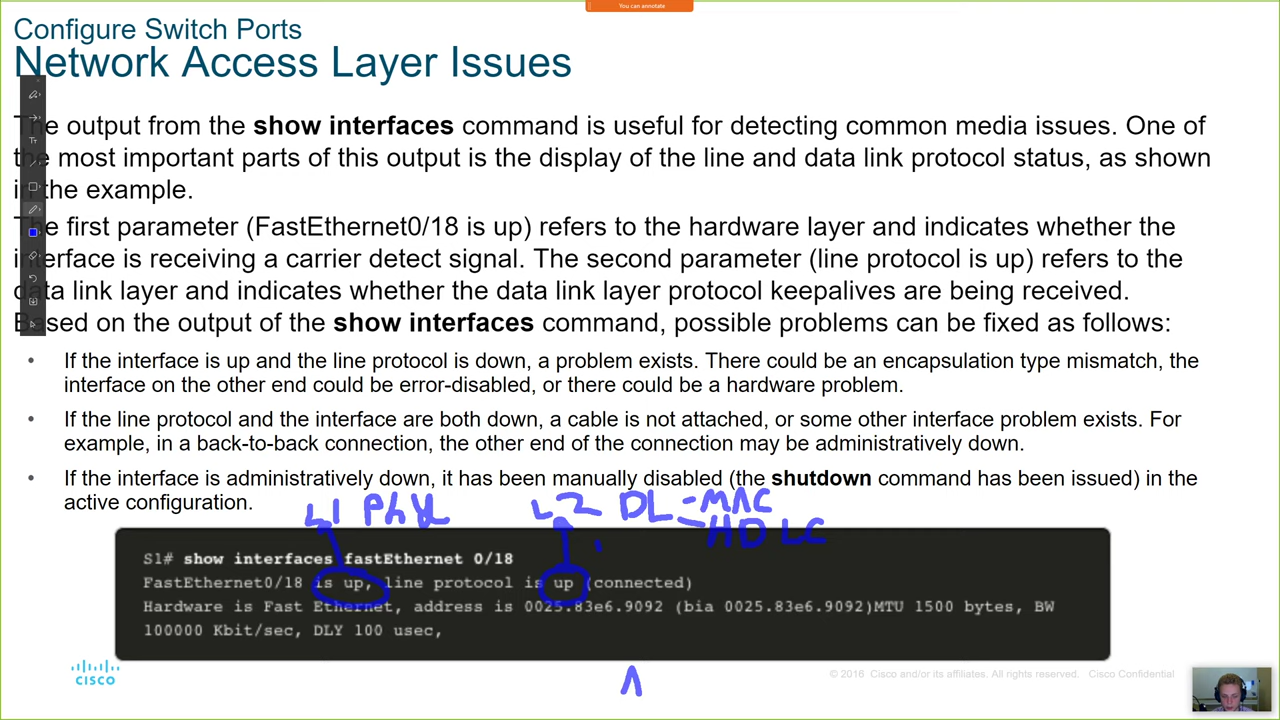 You can annotate
Configure Switch Ports
Network Access Layer Issues
The output from the show interfaces command is useful for detecting common media issues. One of
the most important parts of this output is the display of the line and data link protocol status, as shown
in the example.
The first parameter (FastEthernet0/18 is up) refers to the hardware layer and indicates whether the
interface is receiving a carrier detect signal. The second parameter (line protocol is up) refers to the
data link layer and indicates whether the data link layer protocol keepalives are being received.
Based on the output of the show interfaces command, possible problems can be fixed as follows:
• If the interface is up and the line protocol is down, a problem exists. There could be an encapsulation type mismatch, the
interface on the other end could be error-disabled, or there could be a hardware problem.
• If the line protocol and the interface are both down, a cable is not attached, or some other interface problem exists. For
example, in a back-to-back connection, the other end of the connection may be administratively down.
• If the interface is administratively down, it has been manually disabled (the shutdown command has been issued) in the
active configuration.
L1 Phy L2 DL - MAC
- HDLC
S1# show interfaces fastEthernet 0/18
FastEthernet0/18 is up, line protocol is up (connected)
Hardware is Fast Ethernet, address is 0025.83e6.9092 (bia 0025.83e6.9092)MTU 1500 bytes, BW
100000 Kbit/sec, DLY 100 usec,
CISCO
© 2016 Cisco and/or its affiliates. All rights reserved. Cisco Confidential